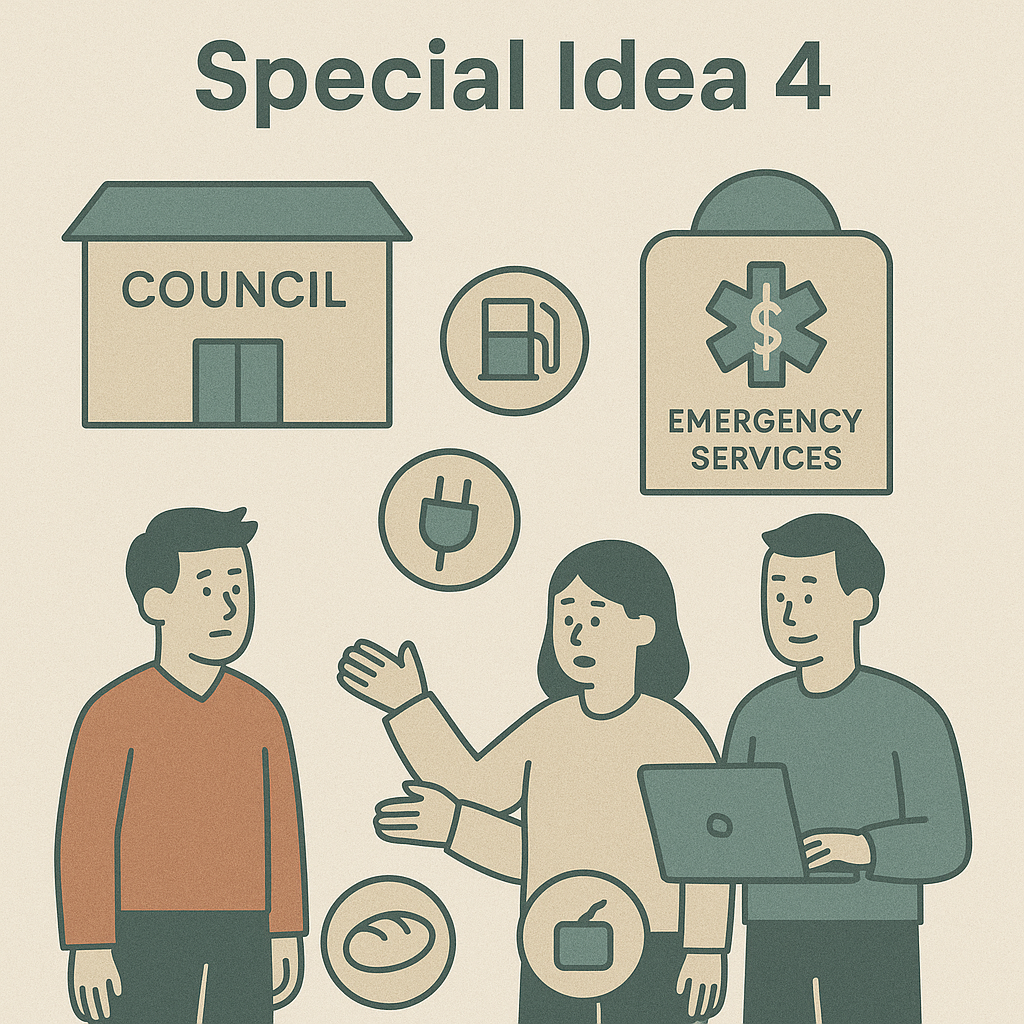 Special Idea 4
COUNCIL
$
EMERGENCY
SERVICES